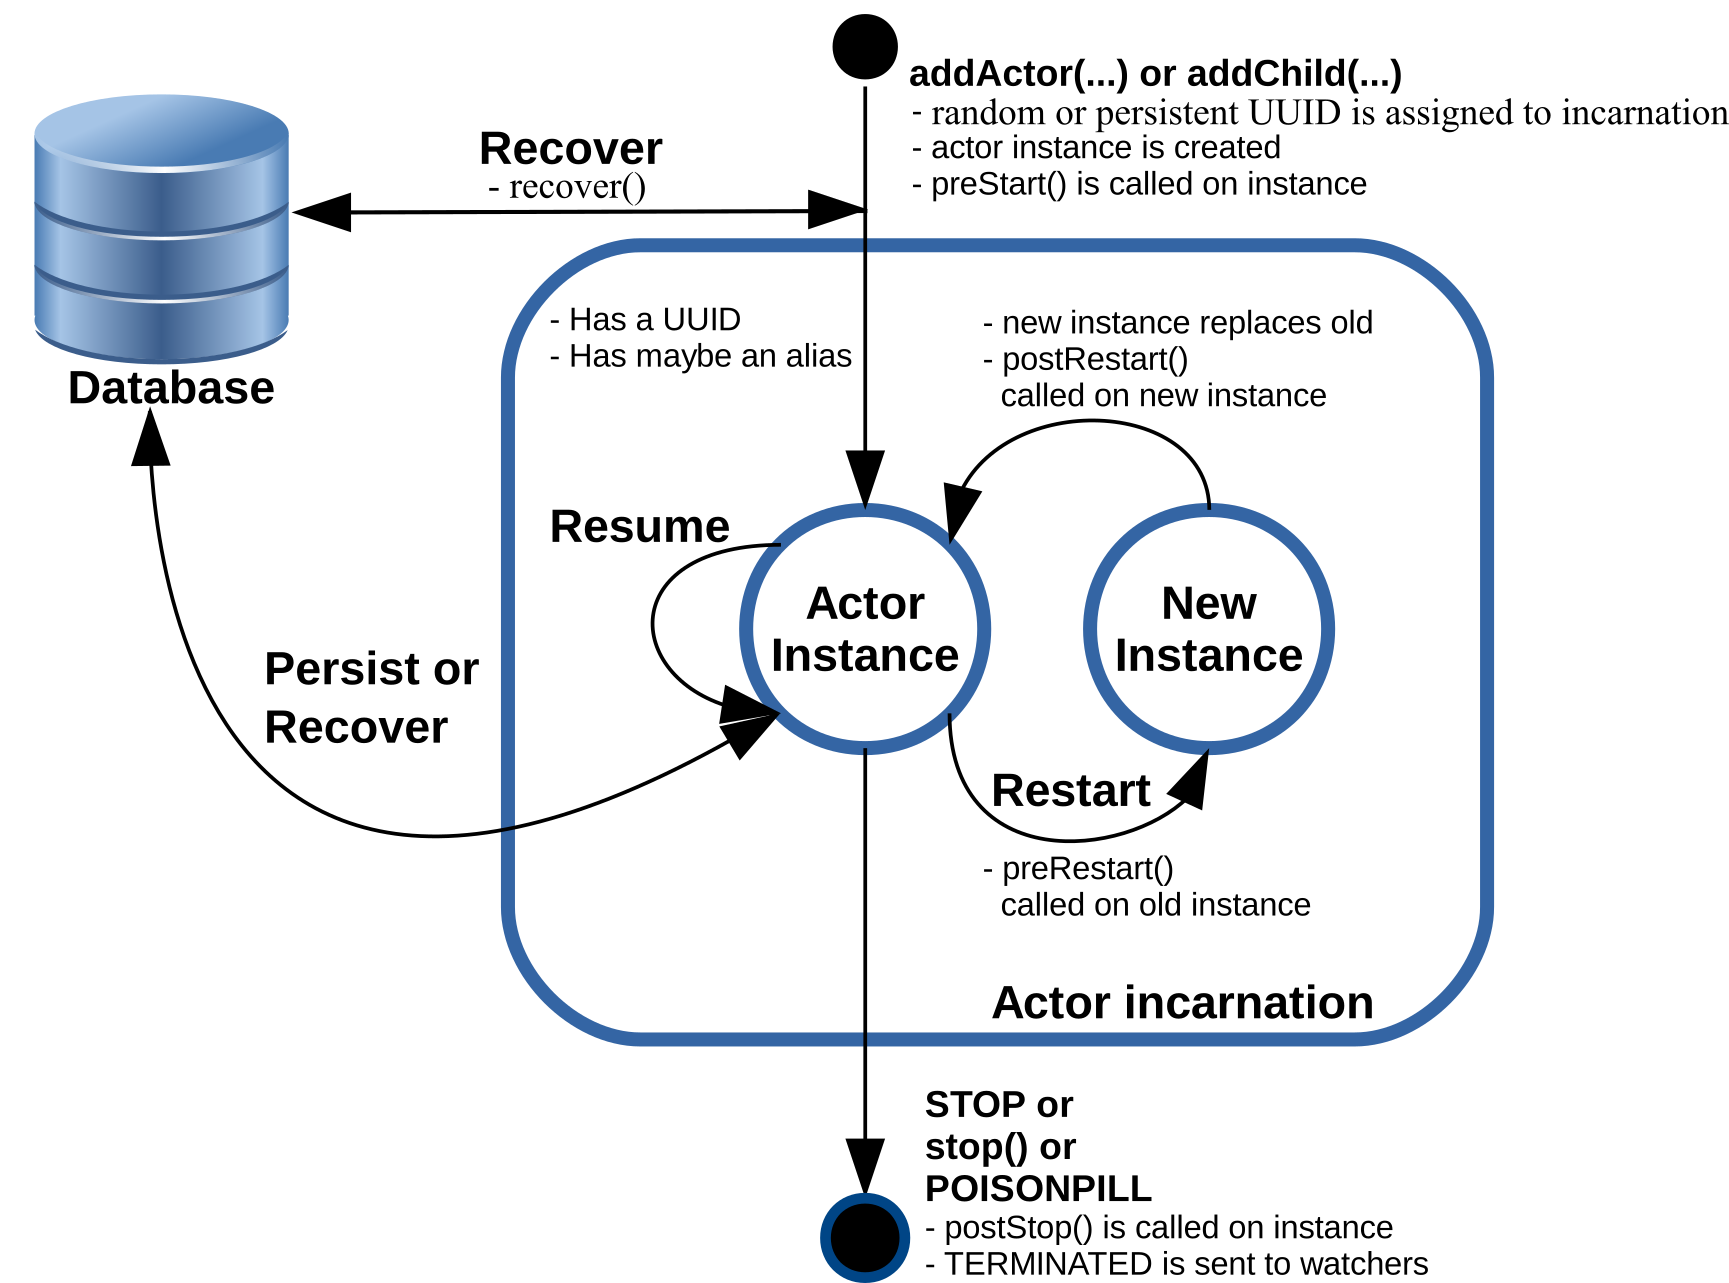 addActor(...) or addChild(...)
- random or persistent UUID is assigned to incarnation
- actor instance is created
- preStart() is called on instance
Recover
- recover()
Database
- Has a UUID
- Has maybe an alias
- new instance replaces old
- postRestart()
called on new instance
Resume
Actor
Instance
New
Instance
Persist or
Recover
Restart
- preRestart()
called on old instance
Actor incarnation
STOP or
stop() or
POISONPILL
- postStop() is called on instance
- TERMINATED is sent to watchers